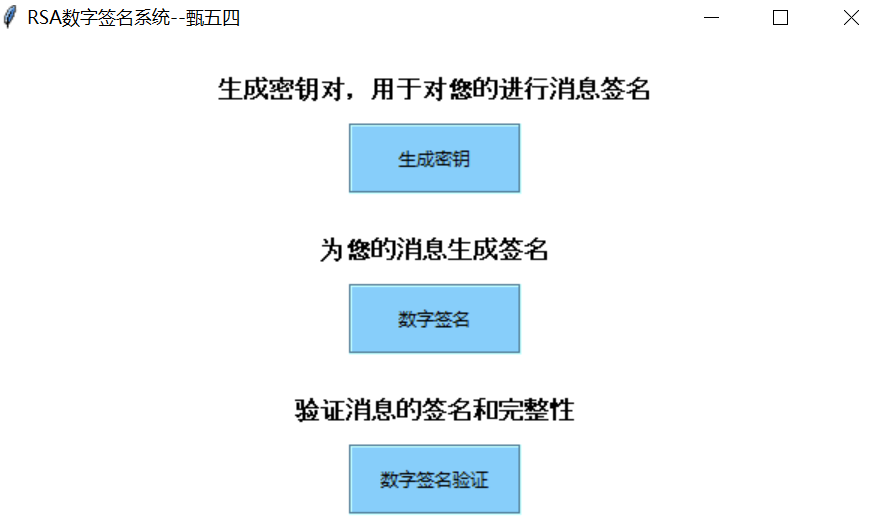 RSA数字签名系统--甄五四
生成密钥对，用于对您的进行消息签名
生成密钥
为您的消息生成签名
数字签名
验证消息的签名和完整性
数字签名验证